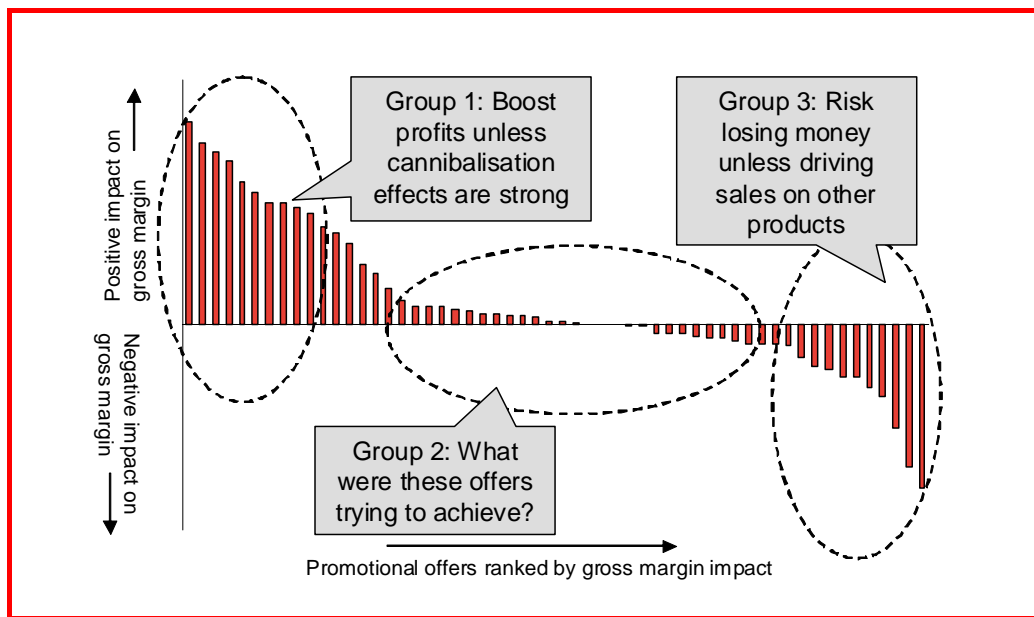 Group 1: Boost
profits unless
cannibalisation
effects are strong
Group 3: Risk
losing money
unless driving
sales on other
products
Positive impact on
gross margin
Negative impact on
gross margin
Group 2: What
were these offers
trying to achieve?
Promotional offers ranked by gross margin impact